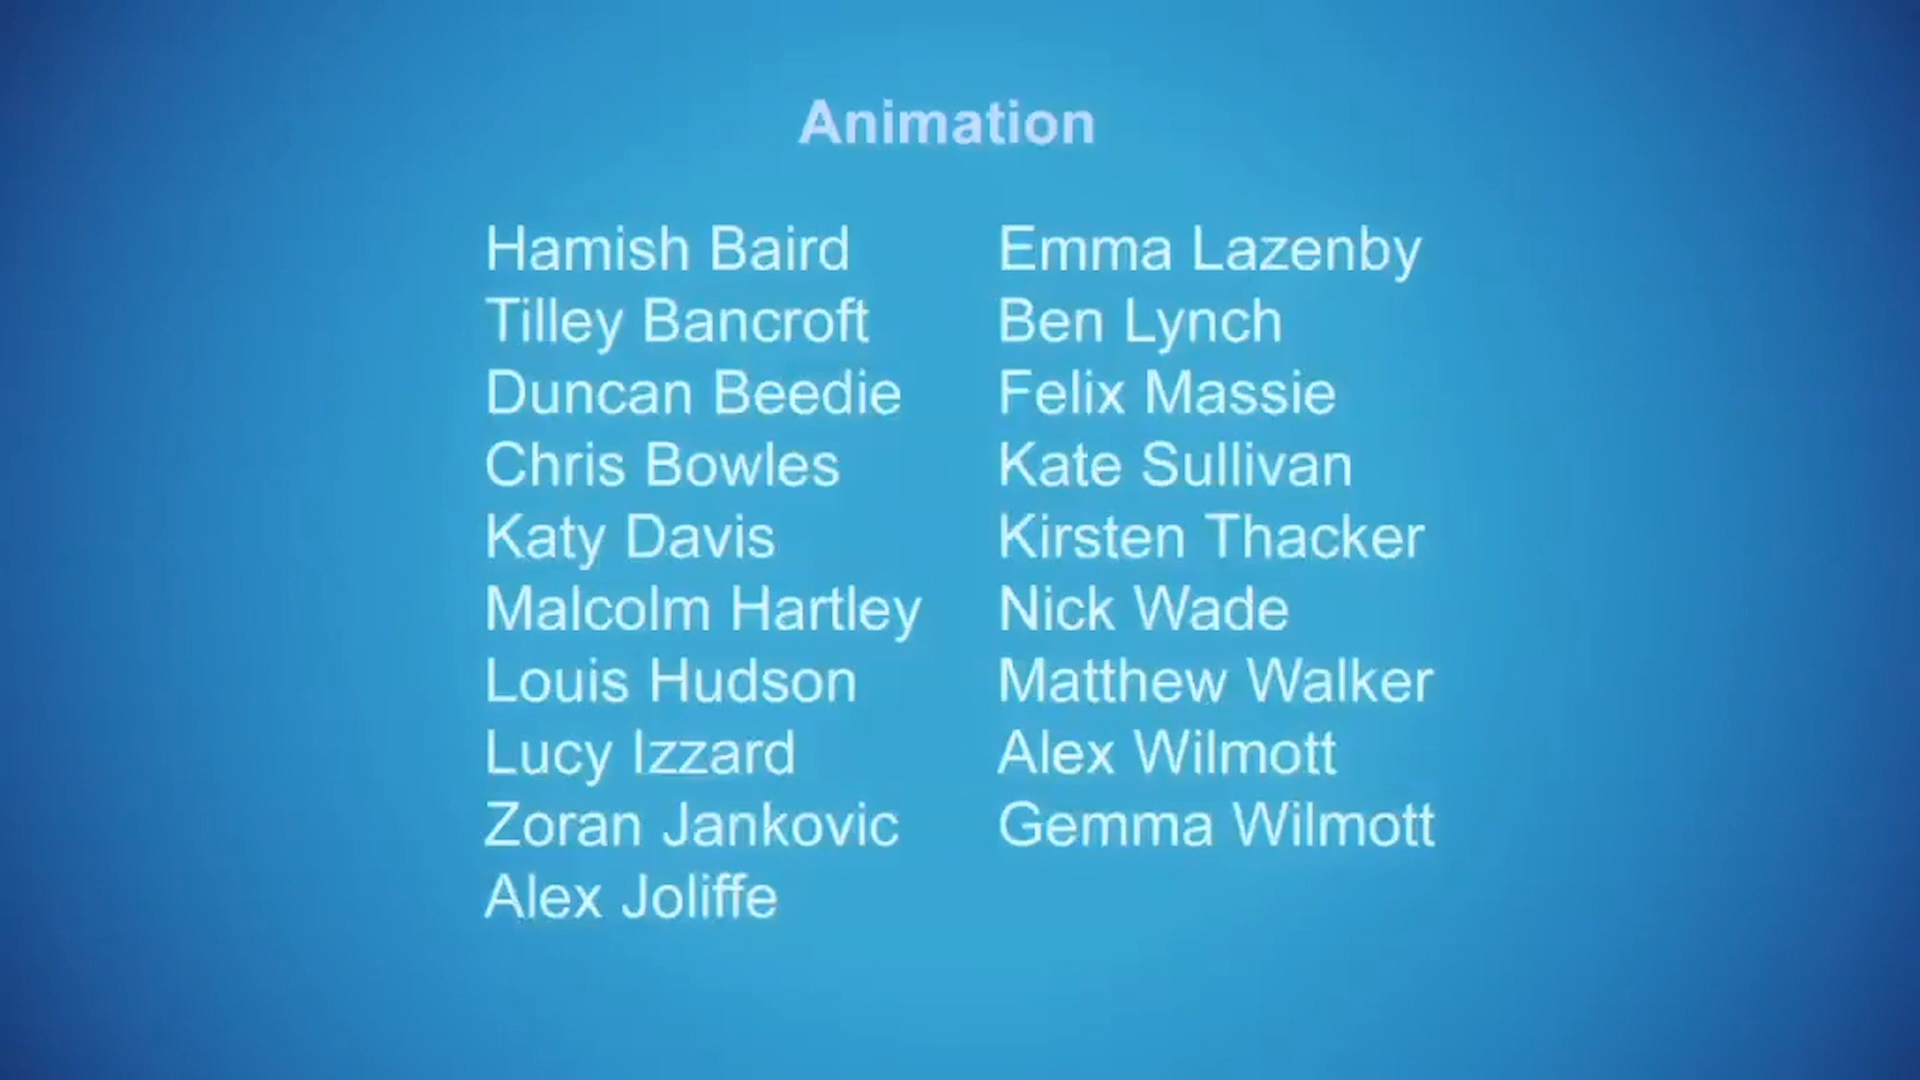 Animation
Hamish Baird
Tilley Bancroft
Duncan Beedie
Chris Bowles
Katy Davis
Malcolm Hartley
Louis Hudson
Lucy Izzard
Zoran Jankovic
Alex Joliffe
Emma Lazenby
Ben Lynch
Felix Massie
Kate Sullivan
Kirsten Thacker
Nick Wade
Matthew Walker
Alex Wilmott
Gemma Wilmott